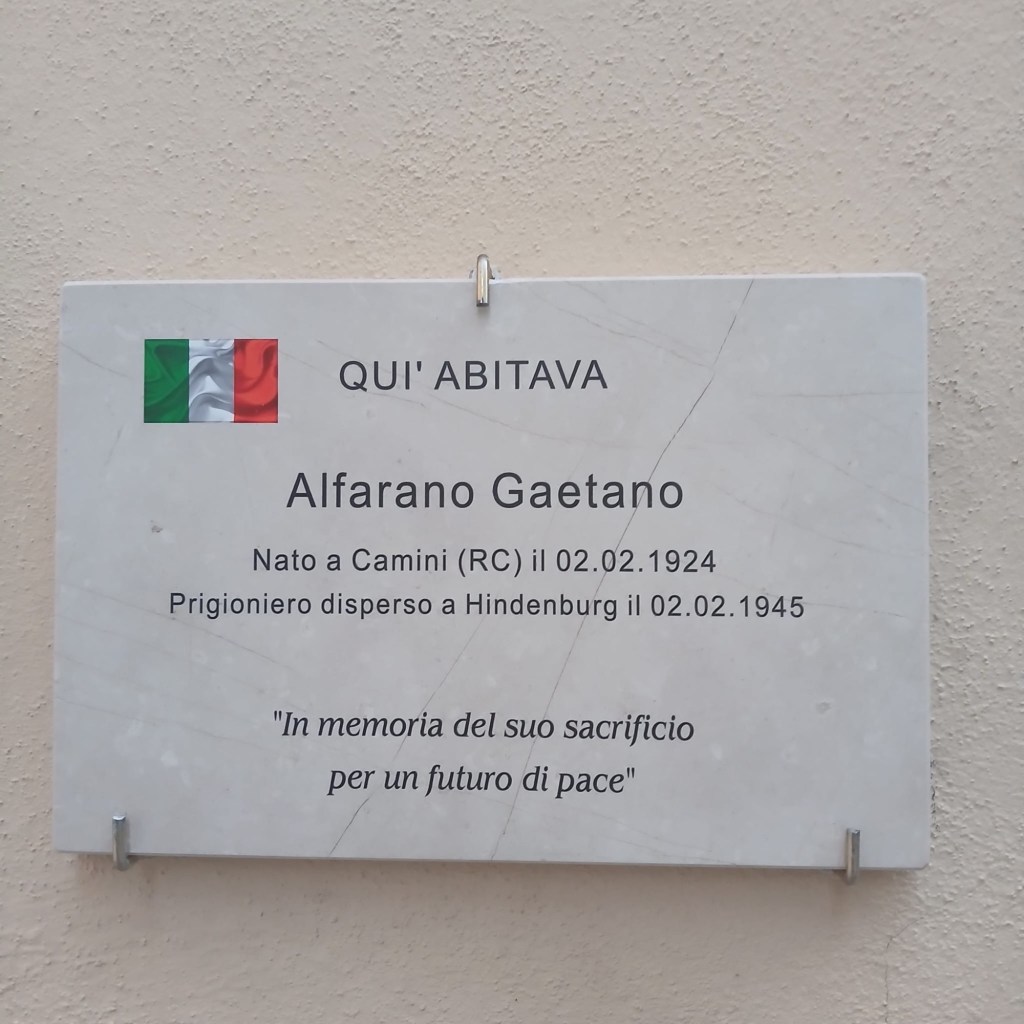 QUI' ABITAVA
Alfarano Gaetano
Nato a Camini (RC) il 02.02.1924
Prigioniero disperso a Hindenburg il 02.02.1945
"In memoria del suo sacrificio
per un futuro di pace"